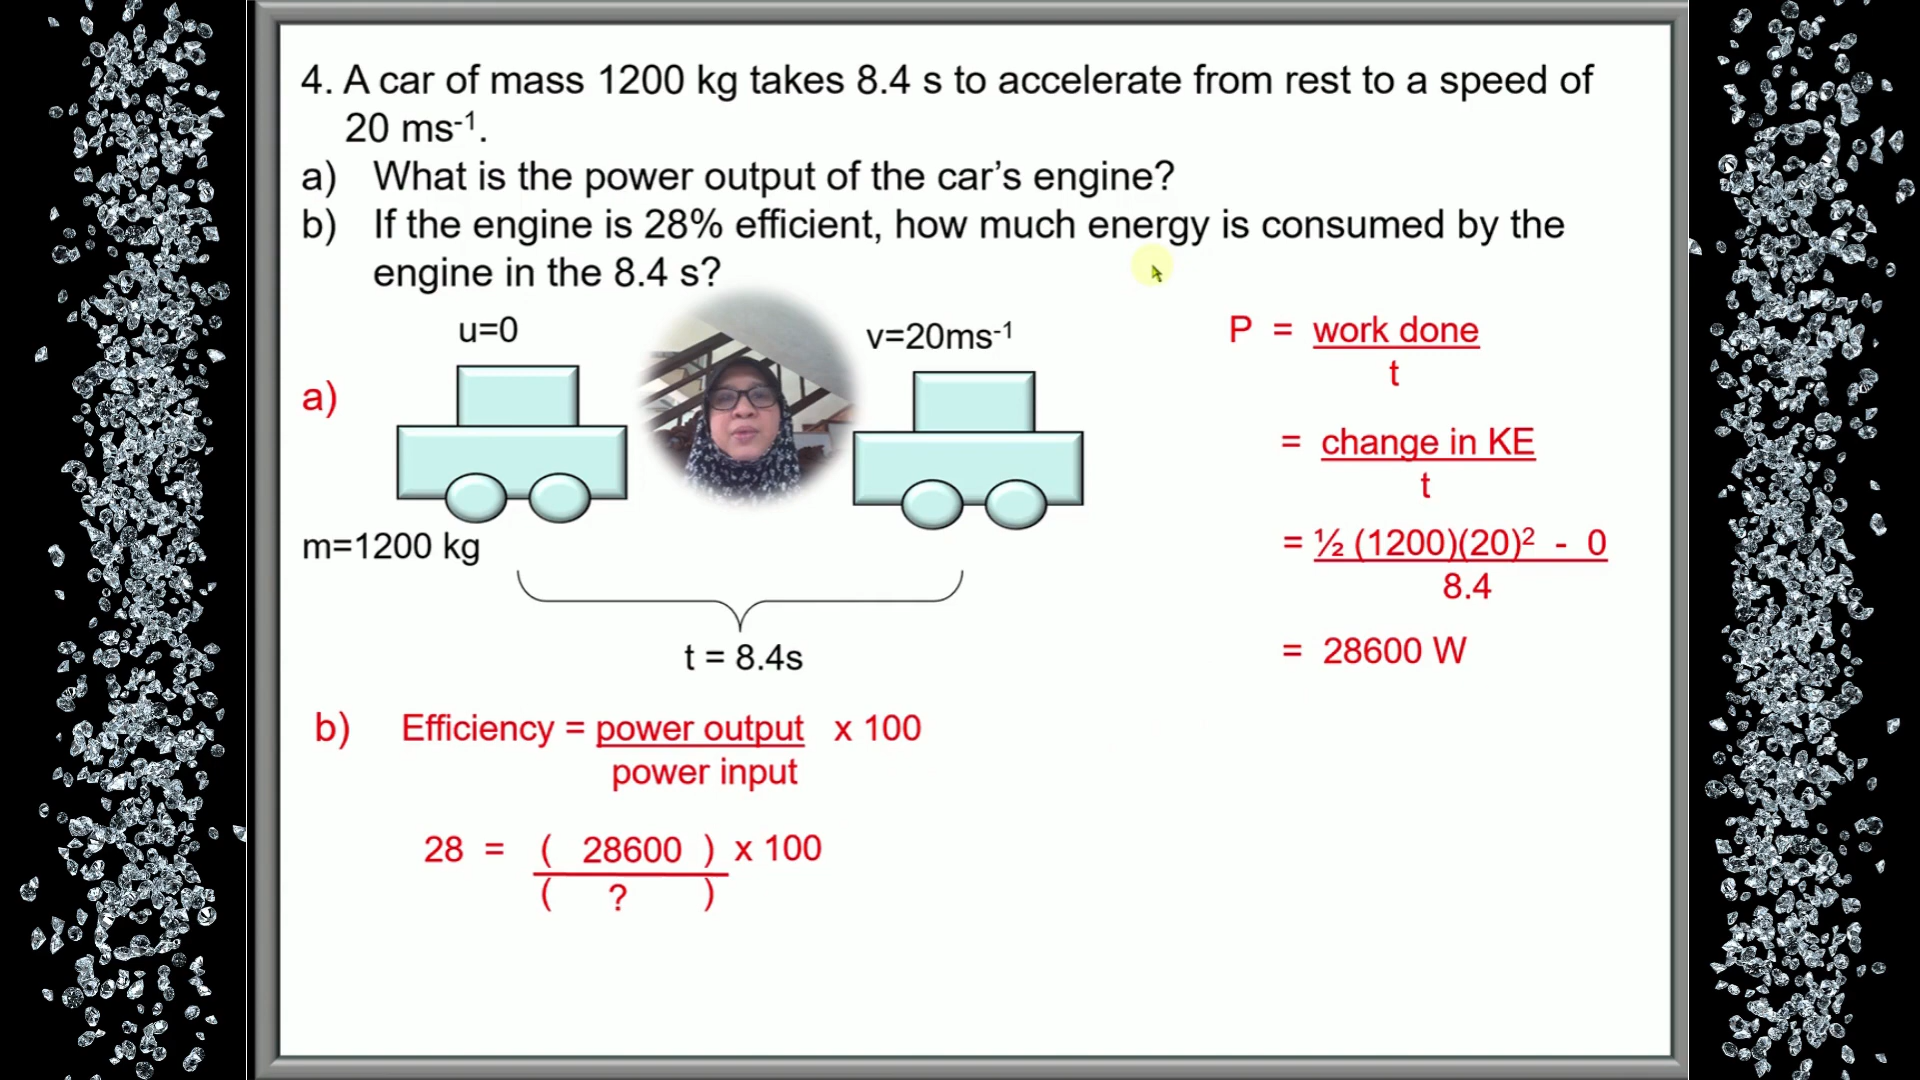 4. A car of mass 1200 kg takes 8.4 s to accelerate from rest to a speed of
20 ms-1.
a) What is the power output of the car's engine?
b) If the engine is 28% efficient, how much energy is consumed by the
engine in the 8.4 s?
u=0
v=20ms-1
a)
m=1200 kg
t = 8.4s
P = work done
t
= change in KE
t
= ½ (1200)(20)² - 0
8.4
= 28600 W
b) Efficiency = power output x 100
power input
28 = ( 28600 ) x 100
( ? )